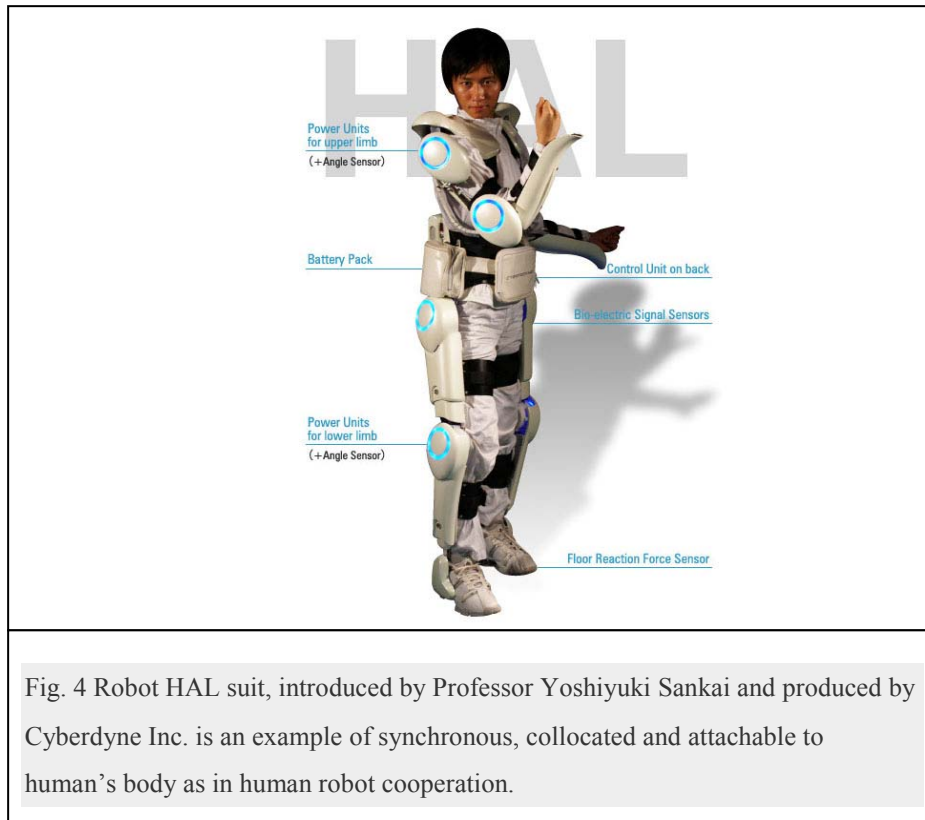 HAL
Power Units
for upper limb
(+Angle Sensor)
Battery Pack
Control Unit on back
Bio-electric Signal Sensors
Power Units
for lower limb
(+Angle Sensor)
Floor Reaction Force Sensor
Fig. 4 Robot HAL suit, introduced by Professor Yoshiyuki Sankai and produced by
Cyberdyne Inc. is an example of synchronous, collocated and attachable to
human’s body as in human robot cooperation.